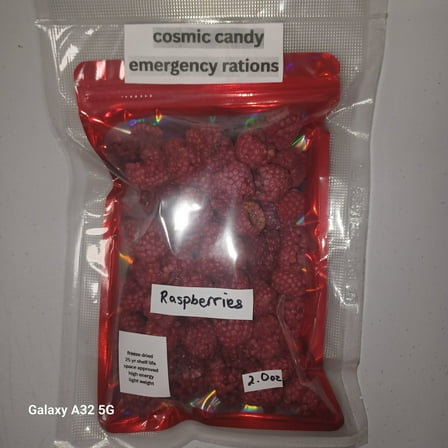 cosmic candy
emergency rations
Raspberries
freeze dried
25 yr shelf life
space approved
high energy
light weight
2.0oz
Galaxy A32 5G